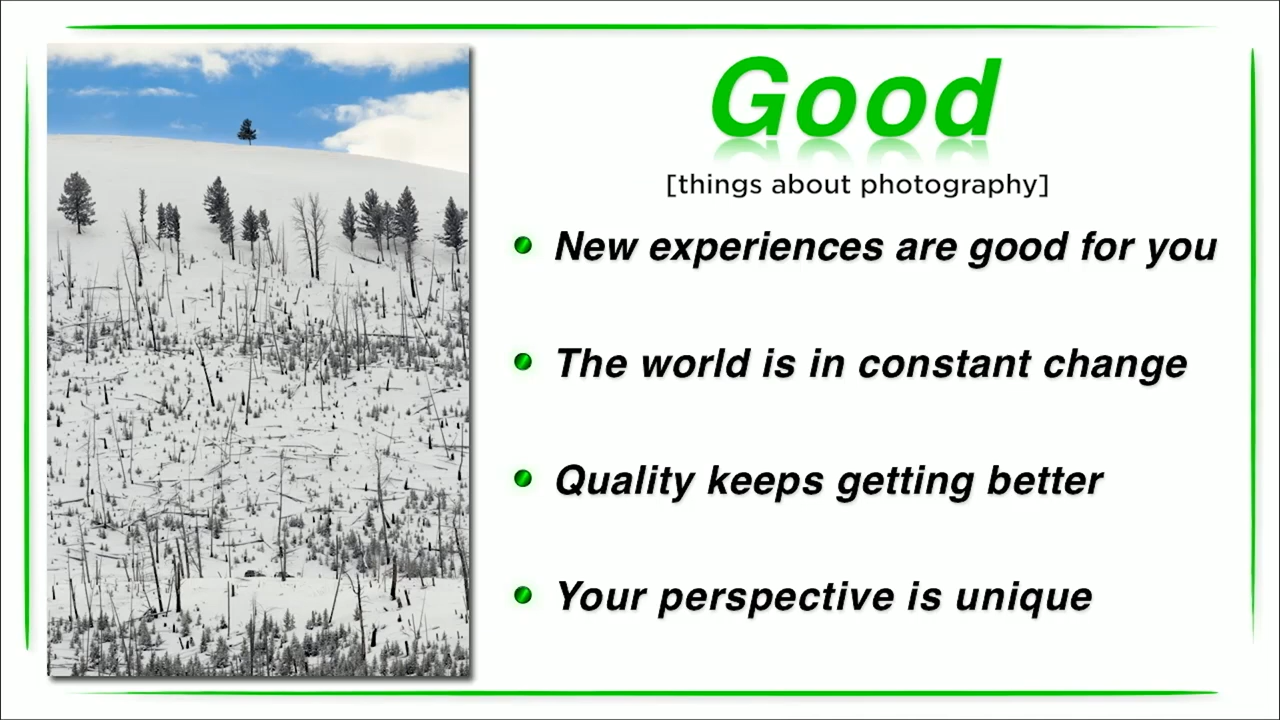 Good
[things about photography]
New experiences are good for you
The world is in constant change
Quality keeps getting better
Your perspective is unique